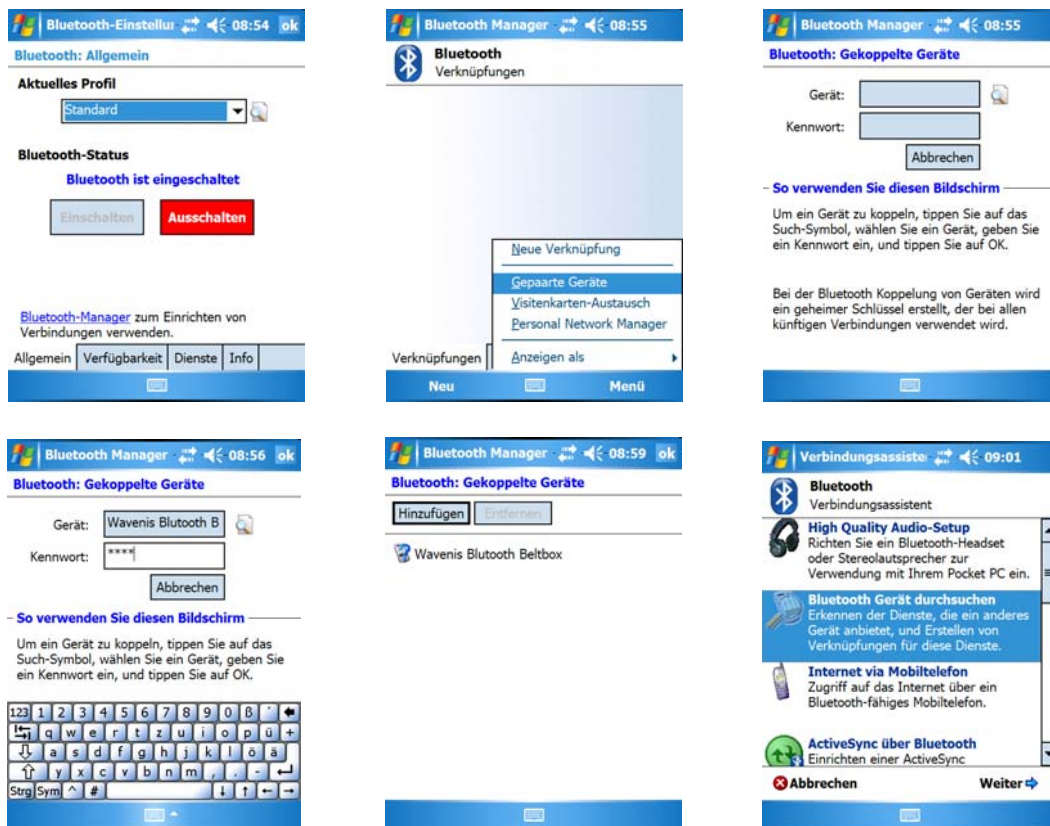 Bluetooth-Einstellur 08:54 ok
Bluetooth: Allgemein
Aktuelles Profil
Standard
Bluetooth-Status
Bluetooth ist eingeschaltet
Einschalten Ausschalten
Bluetooth-Manager zum Einrichten von
Verbindungen verwenden.
Allgemein Verfügbarkeit Dienste Info
Bluetooth Manager 08:55
Bluetooth
Verknüpfungen
Neue Verknüpfung
Gepaarte Geräte
Visitenkarten-Austausch
Personal Network Manager
Anzeigen als
Verknüpfungen
Neu Menü
Bluetooth Manager 08:55
Bluetooth: Gekoppelte Geräte
Gerät:
Kennwort:
Abbrechen
So verwenden Sie diesen Bildschirm
Um ein Gerät zu koppeln, tippen Sie auf das
Such-Symbol, wählen Sie ein Gerät, geben Sie
ein Kennwort ein, und tippen Sie auf OK.
Bei der Bluetooth Koppelung von Geräten wird
ein geheimer Schlüssel erstellt, der bei allen
künftigen Verbindungen verwendet wird.
Bluetooth Manager 08:56 ok
Bluetooth: Gekoppelte Geräte
Gerät: Wavenis Blutooth B
Kennwort: ****
Abbrechen
So verwenden Sie diesen Bildschirm
Um ein Gerät zu koppeln, tippen Sie auf das
Such-Symbol, wählen Sie ein Gerät, geben Sie
ein Kennwort ein, und tippen Sie auf OK.
123 1 2 3 4 5 6 7 8 9 0 ß ´
q w e r t z u i o p ü +
a s d f g h j k l ö ä
y x c v b n m , . -
Strg Sym ^ #
Bluetooth Manager 08:59 ok
Bluetooth: Gekoppelte Geräte
Hinzufügen Entfernen
Wavenis Blutooth Beltbox
Verbindungsassiste 09:01
Bluetooth
Verbindungsassistent
High Quality Audio-Setup
Richten Sie ein Bluetooth-Headset
oder Stereolautsprecher zur
Verwendung mit Ihrem Pocket PC ein.
Bluetooth Gerät durchsuchen
Erkennen der Dienste, die ein anderes
Gerät anbietet, und Erstellen von
Verknüpfungen für diese Dienste.
Internet via Mobiltelefon
Zugriff auf das Internet über ein
Bluetooth-fähiges Mobiltelefon.
ActiveSync über Bluetooth
Einrichten einer ActiveSync
Abbrechen Weiter